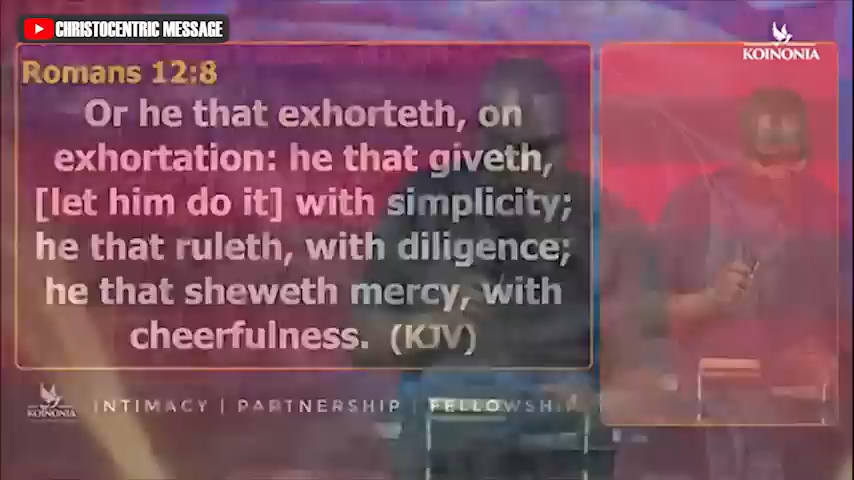 CHRISTOCENTRIC MESSAGE
KOINONIA
Romans 12:8
Or he that exhorteth, on
exhortation: he that giveth,
[let him do it] with simplicity;
he that ruleth, with diligence;
he that sheweth mercy, with
cheerfulness. (KJV)
KOINONIA
INTIMACY | PARTNERSHIP | FELLOWSHIP